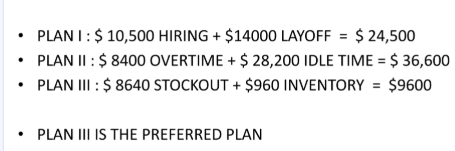 • PLAN I : $ 10,500 HIRING + $14000 LAYOFF = $ 24,500
• PLAN II : $ 8400 OVERTIME + $ 28,200 IDLE TIME = $ 36,600
• PLAN III : $ 8640 STOCKOUT + $960 INVENTORY = $9600
• PLAN III IS THE PREFERRED PLAN